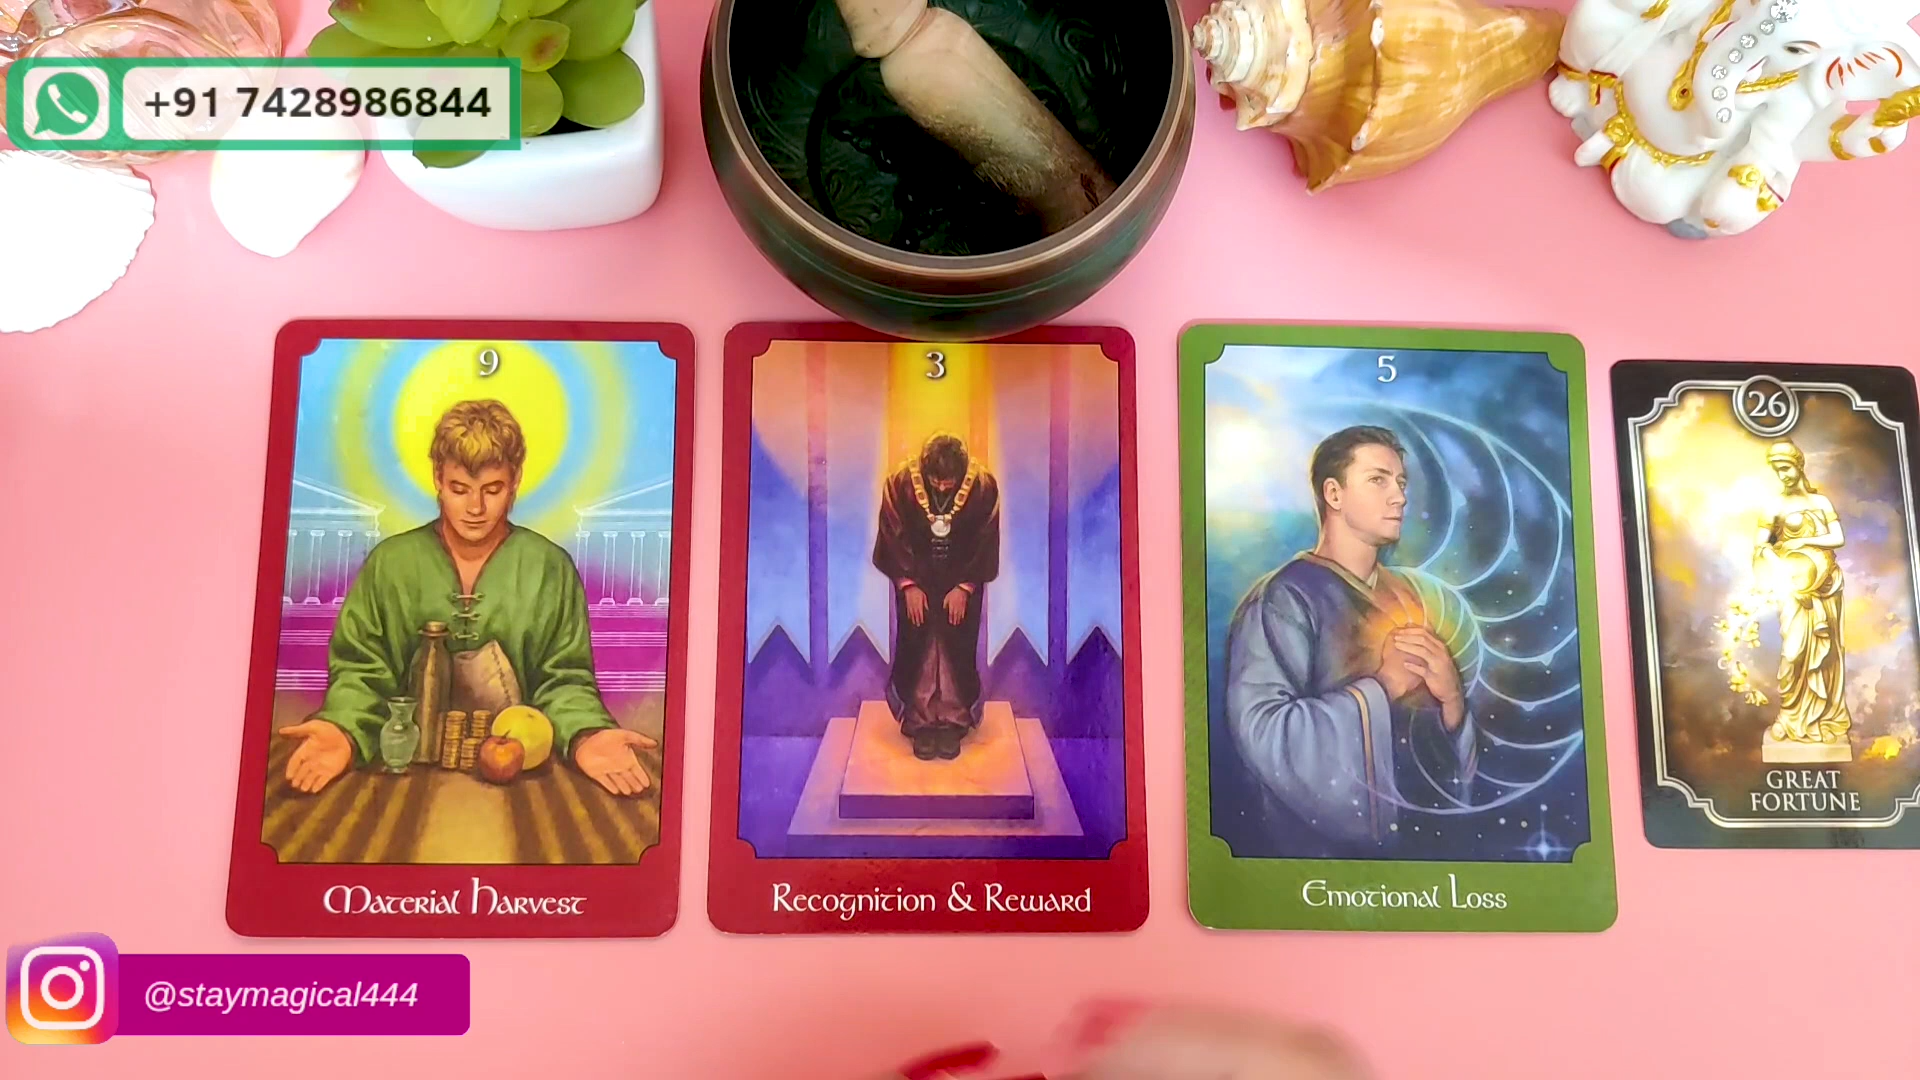 +91 7428986844
9
Material Harvest
3
Recognition & Reward
5
Emotional Loss
26
GREAT
FORTUNE
@staymagical444